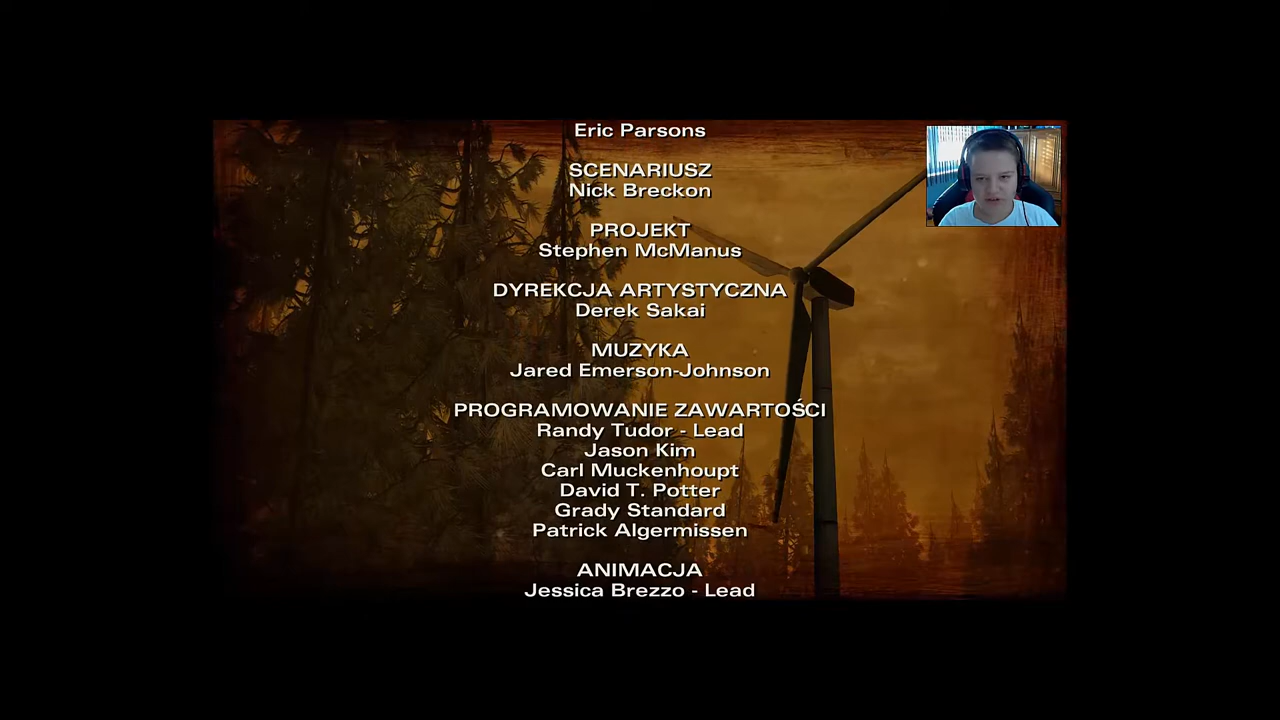 Eric Parsons
SCENARIUSZ
Nick Breckon
PROJEKT
Stephen McManus
DYREKCJA ARTYSTYCZNA
Derek Sakai
MUZYKA
Jared Emerson-Johnson
PROGRAMOWANIE ZAWARTOŚCI
Randy Tudor - Lead
Jason Kim
Carl Muckenhoupt
David T. Potter
Grady Standard
Patrick Algermissen
ANIMACJA
Jessica Brezzo - Lead